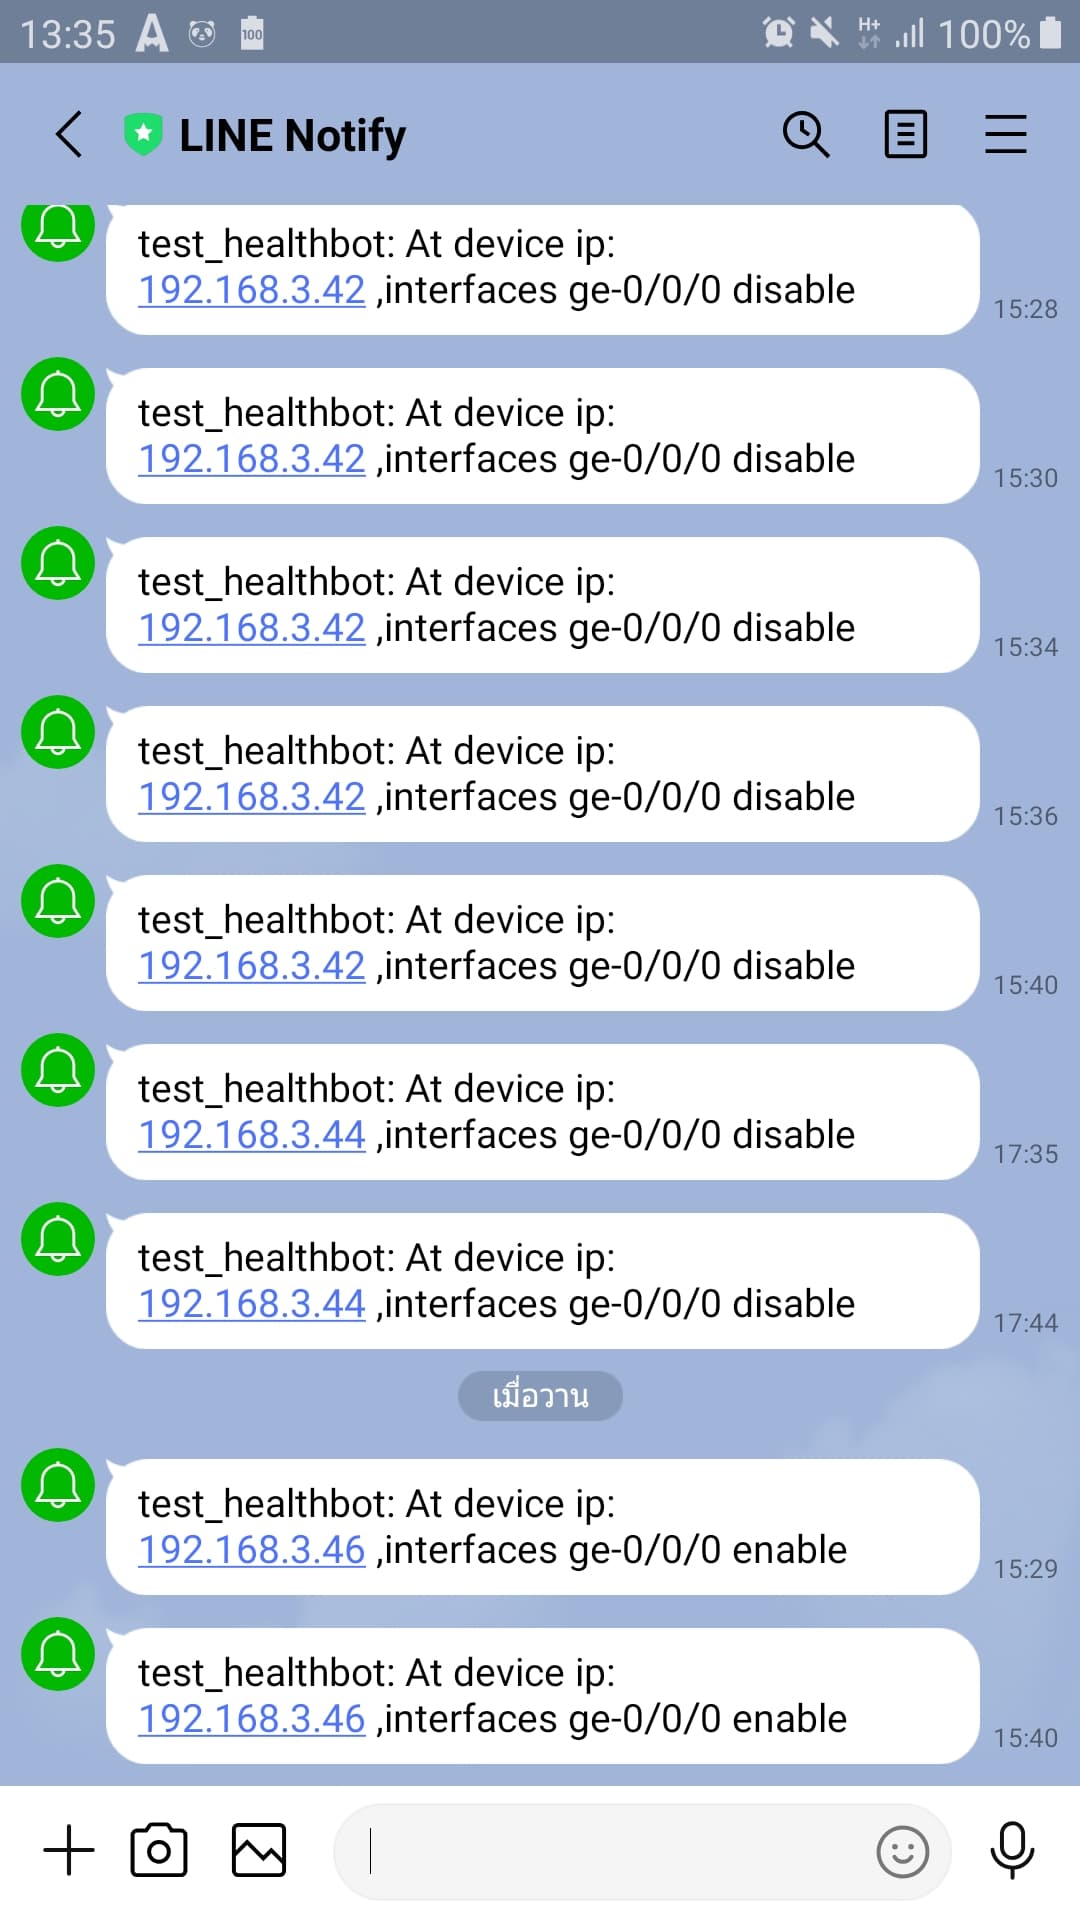 13:35
100
H+
100%
LINE Notify
test_healthbot: At device ip:
192.168.3.42 ,interfaces ge-0/0/0 disable
15:28
test_healthbot: At device ip:
192.168.3.42 ,interfaces ge-0/0/0 disable
15:30
test_healthbot: At device ip:
192.168.3.42 ,interfaces ge-0/0/0 disable
15:34
test_healthbot: At device ip:
192.168.3.42 ,interfaces ge-0/0/0 disable
15:36
test_healthbot: At device ip:
192.168.3.42 ,interfaces ge-0/0/0 disable
15:40
test_healthbot: At device ip:
192.168.3.44 ,interfaces ge-0/0/0 disable
17:35
test_healthbot: At device ip:
192.168.3.44 ,interfaces ge-0/0/0 disable
17:44
เมื่อวาน
test_healthbot: At device ip:
192.168.3.46 ,interfaces ge-0/0/0 enable
15:29
test_healthbot: At device ip:
192.168.3.46 ,interfaces ge-0/0/0 enable
15:40